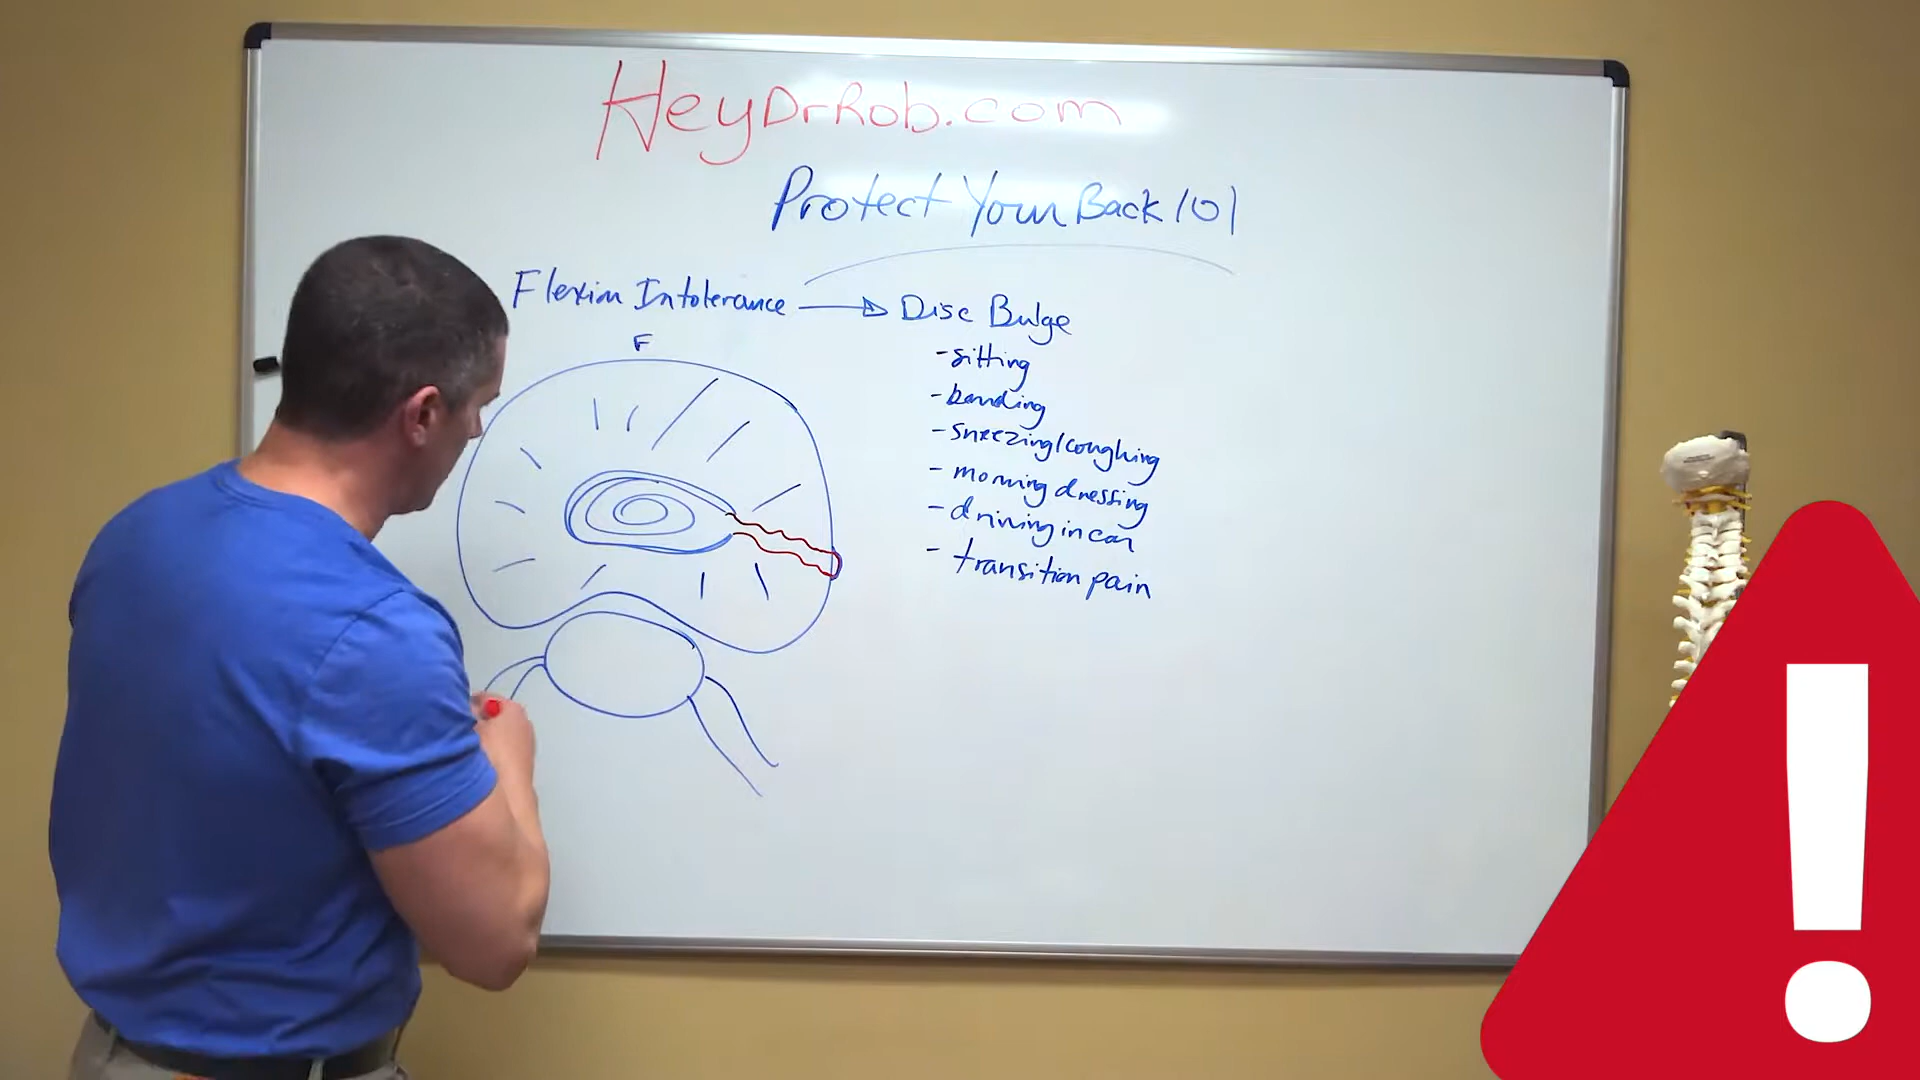 HeyDrRob.com
Protect Your Back 101
Flexion Intolerance → Disc Bulge
F
- sitting
- bending
- sneezing/coughing
- morning dressing
- driving in car
- transition pain
!